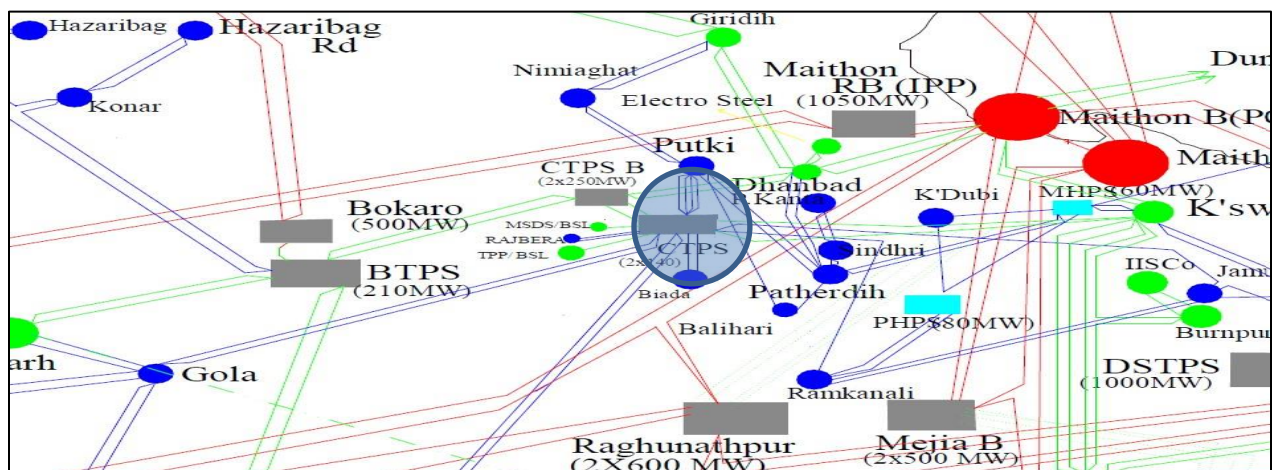 Hazaribag
Hazaribag
Rd
Konar
Giridih
Nimiaghat
Maithon
RB (IPP)
(1050MW)
Electro Steel
Dur
Maithon B(PC
Putki
Maith
CTPS B
(2x250MW)
Dhanbad
K'Dubi
MHPS(60MW)
K'sw
Bokaro
(500MW)
MSDS/BSL
RAJBERA
TPP/BSL
CTPS
Sindhri
BTPS
(210MW)
Biada
Patherdih
IISCo
Jamu
Balihari
PHPS(80MW)
Burnpur
arh
Gola
Ramkanali
DSTPS
(1000MW)
Raghunathpur
(2X600 MW)
Mejia B
(2x500 MW)